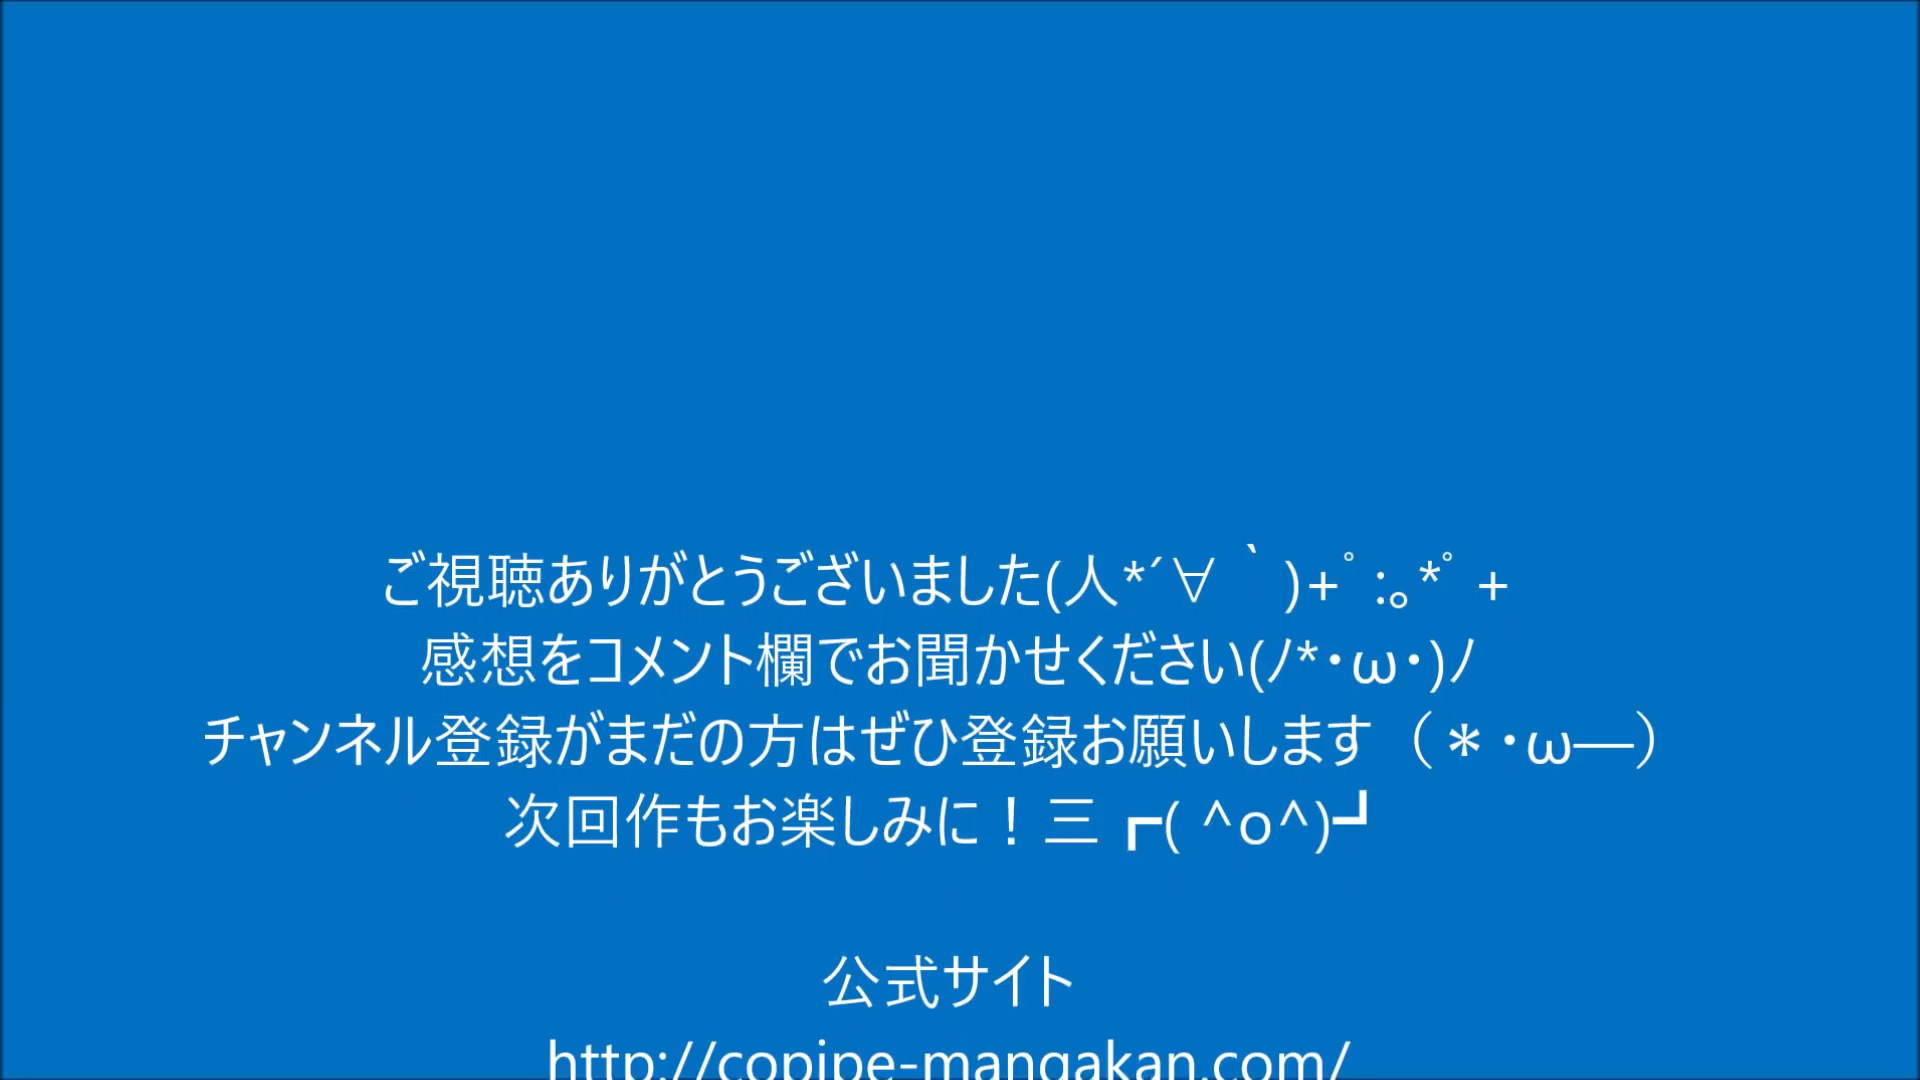 ご視聴ありがとうございました(人*´∀｀)+ﾟ:｡*ﾟ+
感想をコメント欄でお聞かせください(ﾉ*･ω･)ﾉ
チャンネル登録がまだの方はぜひ登録お願いします（＊･ω―）
次回作もお楽しみに！三┏( ^o^)┛
公式サイト
http://copipe-mangakan.com/